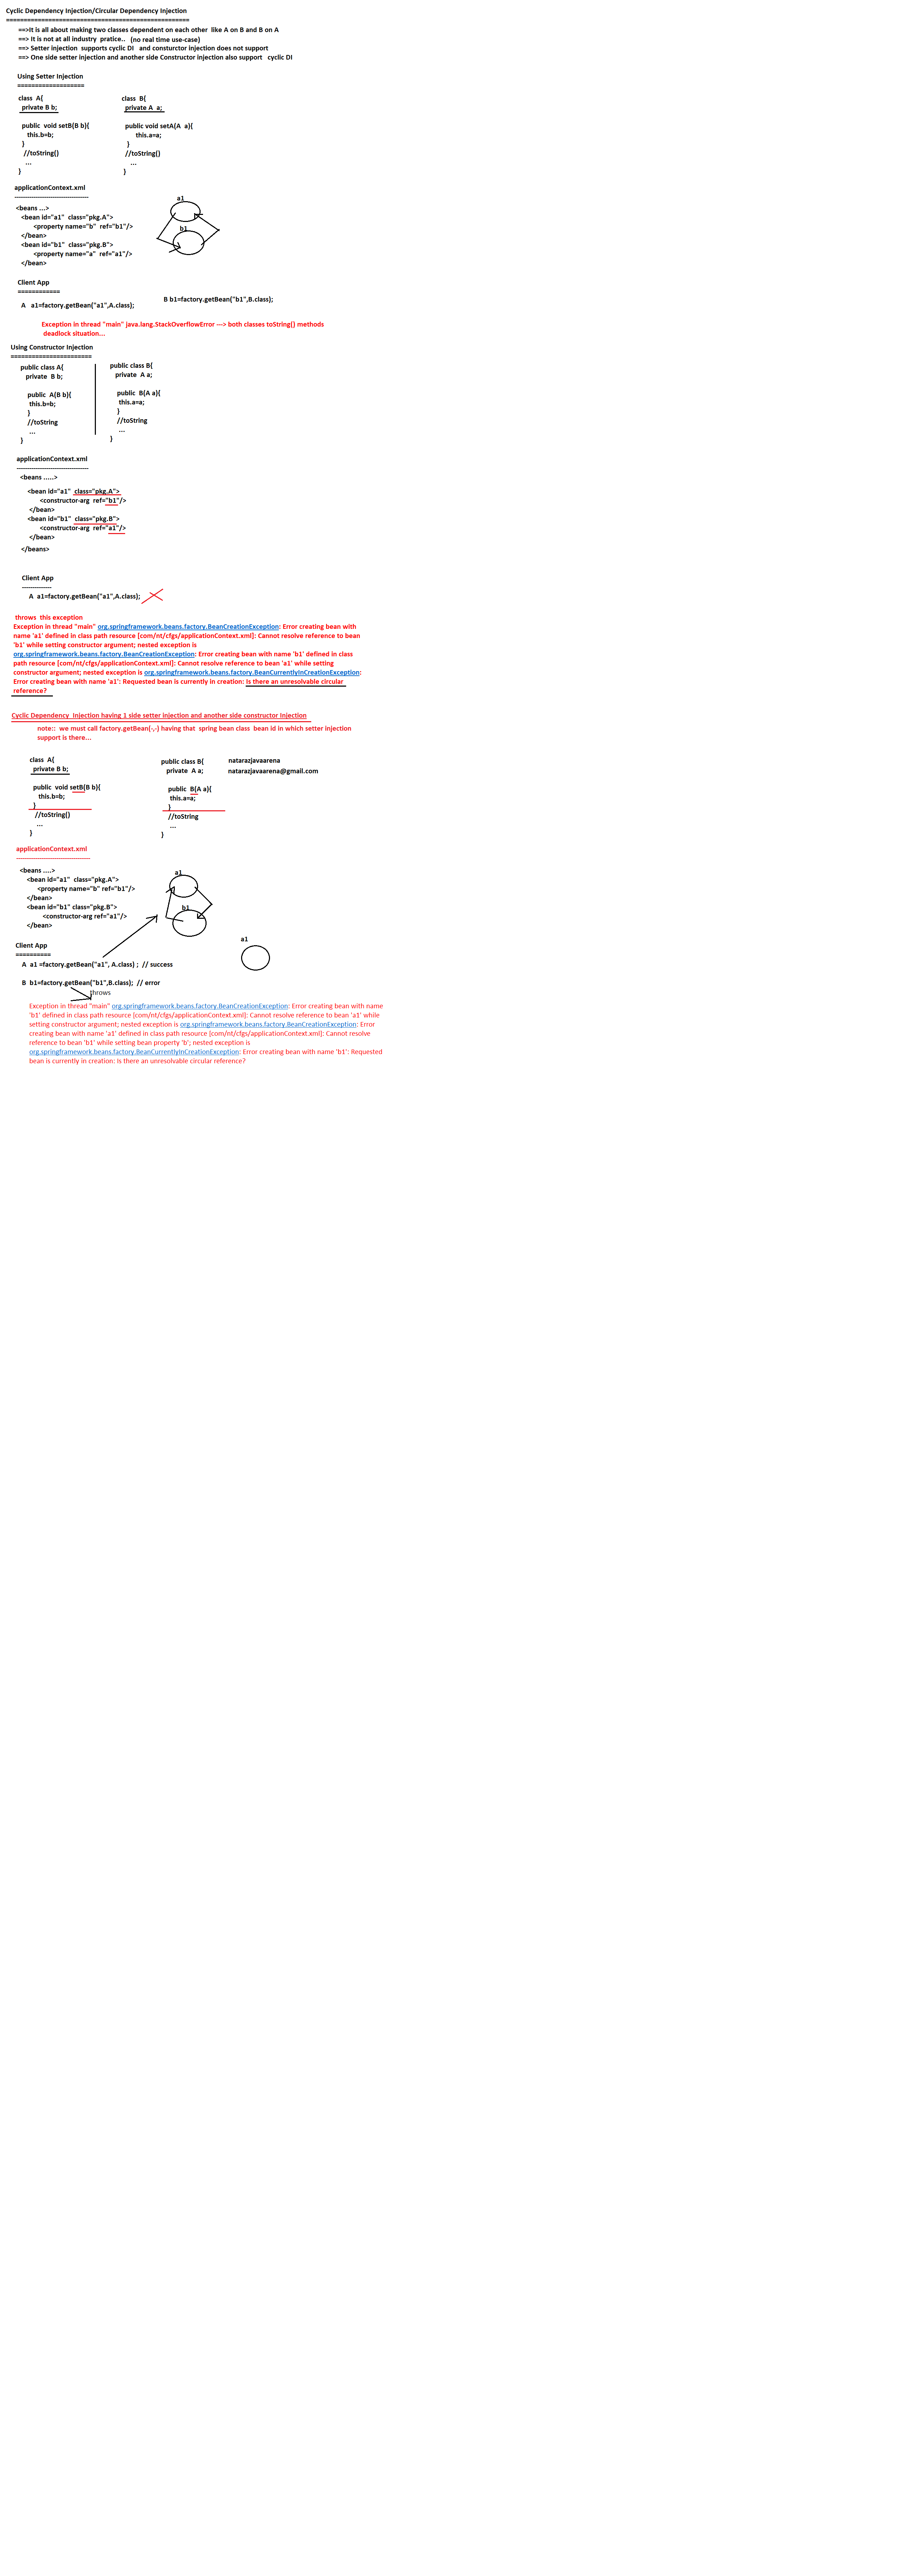 Cyclic Dependency Injection/Circular Dependency Injection
====================================================
==>It is all about making two classes dependent on each other like A on B and B on A
==> It is not at all industry pratice.. (no real time use-case)
==> Setter injection supports cyclic DI and consturctor injection does not support
==> One side setter injection and another side Constructor injection also support cyclic DI
Using Setter Injection
===================
class A{
private B b;
public void setB(B b){
this.b=b;
}
//toString()
...
}
class B{
private A a;
public void setA(A a){
this.a=a;
}
//toString()
...
}
applicationContext.xml
----------------------------------
<beans ...>
<bean id="a1" class="pkg.A">
<property name="b" ref="b1"/>
</bean>
<bean id="b1" class="pkg.B">
<property name="a" ref="a1"/>
</bean>
a1
b1
Client App
============
A a1=factory.getBean("a1",A.class);
B b1=factory.getBean("b1",B.class);
Exception in thread "main" java.lang.StackOverflowError ---> both classes toString() methods
deadlock situation...
Using Constructor Injection
=======================
public class A{
private B b;
public A(B b){
this.b=b;
}
//toString
...
}
public class B{
private A a;
public B(A a){
this.a=a;
}
//toString
...
}
applicationContext.xml
---------------------------------
<beans .....>
<bean id="a1" class="pkg.A">
<constructor-arg ref="b1"/>
</bean>
<bean id="b1" class="pkg.B">
<constructor-arg ref="a1"/>
</bean>
</beans>
Client App
--------------
A a1=factory.getBean("a1",A.class);
throws this exception
Exception in thread "main" org.springframework.beans.factory.BeanCreationException: Error creating bean with
name 'a1' defined in class path resource [com/nt/cfgs/applicationContext.xml]: Cannot resolve reference to bean
'b1' while setting constructor argument; nested exception is
org.springframework.beans.factory.BeanCreationException: Error creating bean with name 'b1' defined in class
path resource [com/nt/cfgs/applicationContext.xml]: Cannot resolve reference to bean 'a1' while setting
constructor argument; nested exception is org.springframework.beans.factory.BeanCurrentlyInCreationException:
Error creating bean with name 'a1': Requested bean is currently in creation: Is there an unresolvable circular
reference?
Cyclic Dependency Injection having 1 side setter Injection and another side constructor Injection
note:: we must call factory.getBean(-,-) having that spring bean class bean id in which setter injection
support is there...
class A{
private B b;
public void setB(B b){
this.b=b;
}
//toString()
...
}
public class B{
private A a;
public B(A a){
this.a=a;
}
//toString
...
}
natarazjavaarena
natarazjavaarena@gmail.com
applicationContext.xml
----------------------------------
<beans ....>
<bean id="a1" class="pkg.A">
<property name="b" ref="b1"/>
</bean>
<bean id="b1" class="pkg.B">
<constructor-arg ref="a1"/>
</bean>
a1
b1
a1
Client App
==========
A a1 =factory.getBean("a1", A.class) ; // success
B b1=factory.getBean("b1",B.class); // error
throws
Exception in thread "main" org.springframework.beans.factory.BeanCreationException: Error creating bean with name
'b1' defined in class path resource [com/nt/cfgs/applicationContext.xml]: Cannot resolve reference to bean 'a1' while
setting constructor argument; nested exception is org.springframework.beans.factory.BeanCreationException: Error
creating bean with name 'a1' defined in class path resource [com/nt/cfgs/applicationContext.xml]: Cannot resolve
reference to bean 'b1' while setting bean property 'b'; nested exception is
org.springframework.beans.factory.BeanCurrentlyInCreationException: Error creating bean with name 'b1': Requested
bean is currently in creation: Is there an unresolvable circular reference?